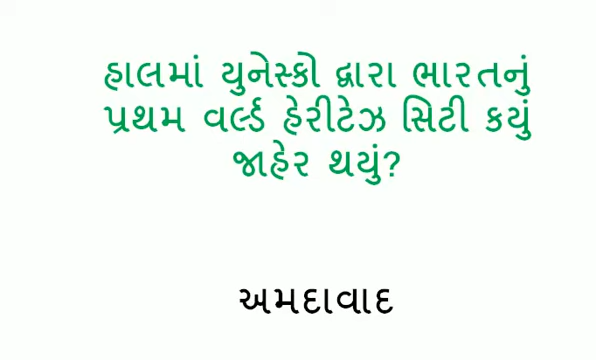 હાલમાં યુનેસ્કો દ્વારા ભારતનું
પ્રથમ વર્લ્ડ હેરીટેઝ સિટી કયું
જાહેર થયું?
અમદાવાદ